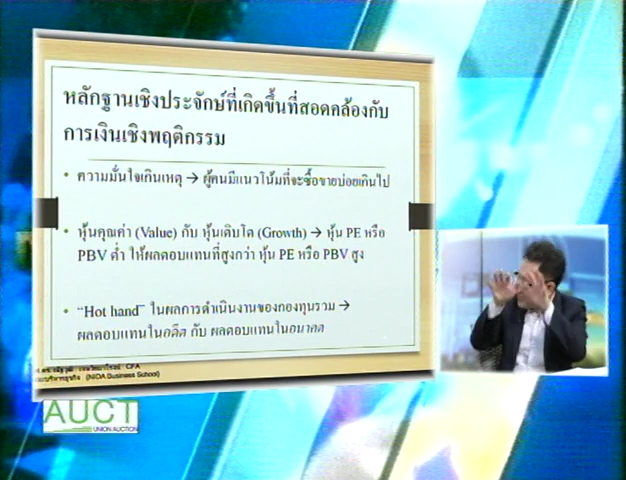 หลักฐานเชิงประจักษ์ที่เกิดขึ้นที่สอดคล้องกับ
การเงินเชิงพฤติกรรม
• ความมั่นใจเกินเหตุ → ผู้คนมีแนวโน้มที่จะซื้อขายบ่อยเกินไป
• หุ้นคุณค่า (Value) กับ หุ้นเติบโต (Growth) → หุ้น PE หรือ
PBV ต่ำ ให้ผลตอบแทนที่สูงกว่า หุ้น PE หรือ PBV สูง
• "Hot hand" ในผลการดำเนินงานของกองทุนรวม →
ผลตอบแทนในอดีต กับ ผลตอบแทนในอนาคต
CFA
(NIDA Business School)
AUCT
UNION AUCTION